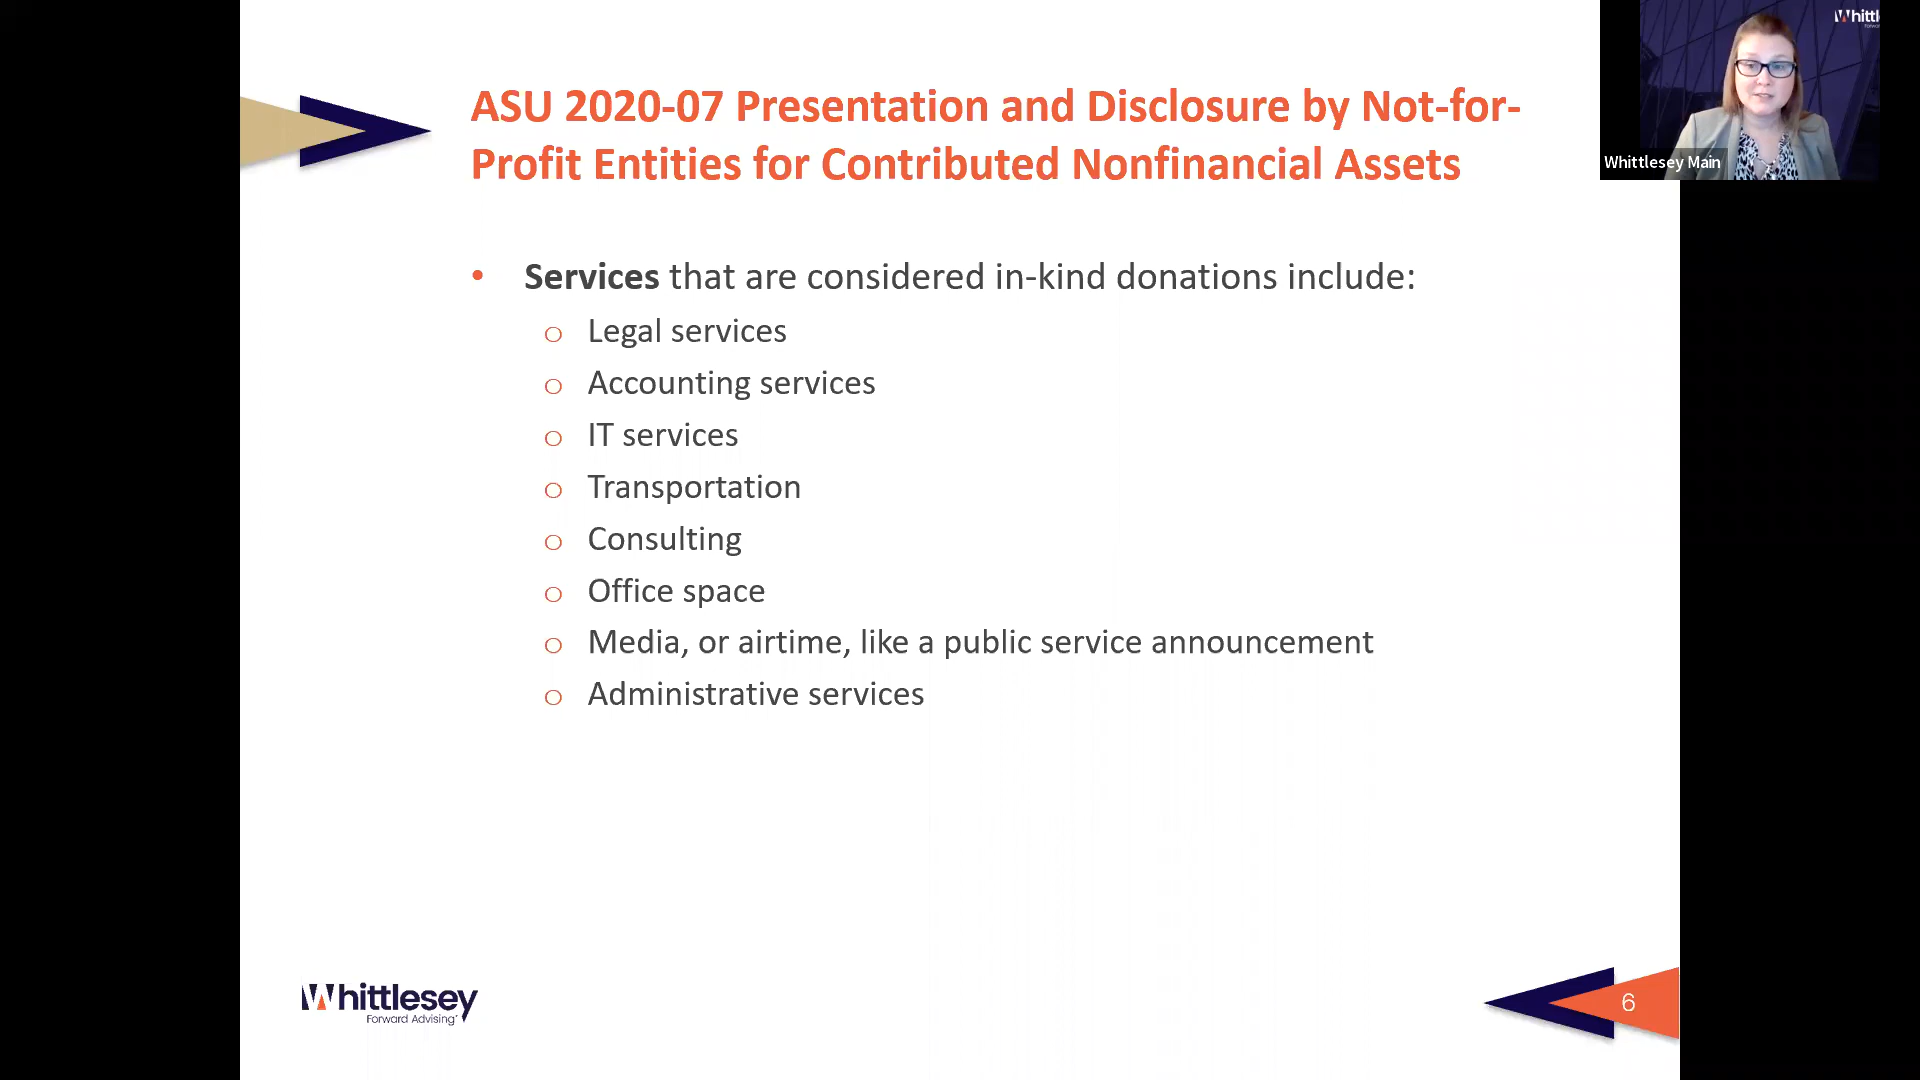 Whittl
ASU 2020-07 Presentation and Disclosure by Not-for-
Profit Entities for Contributed Nonfinancial Assets
Whittlesey Main
• Services that are considered in-kind donations include:
o Legal services
o Accounting services
o IT services
o Transportation
o Consulting
o Office space
o Media, or airtime, like a public service announcement
o Administrative services
Whittlesey
Forward Advising
6